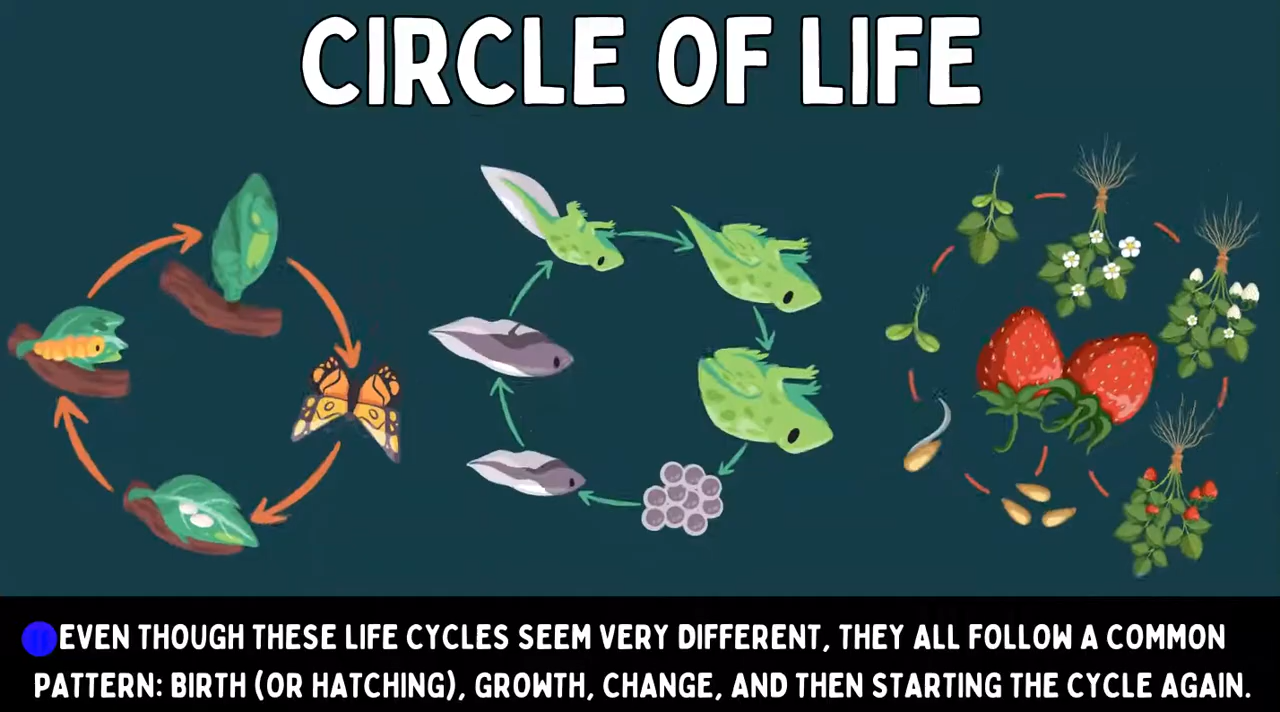 CIRCLE OF LIFE
EVEN THOUGH THESE LIFE CYCLES SEEM VERY DIFFERENT, THEY ALL FOLLOW A COMMON
PATTERN: BIRTH (OR HATCHING), GROWTH, CHANGE, AND THEN STARTING THE CYCLE AGAIN.